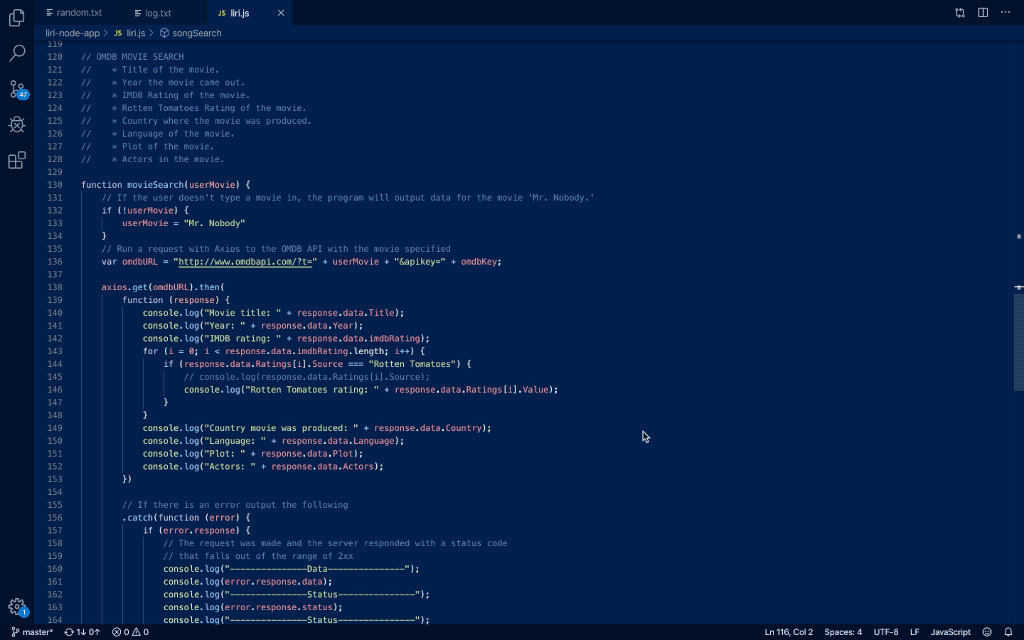 random.txt log.txt JS liri.js ×
liri-node-app > JS liri.js > songSearch
119
120 // OMDB MOVIE SEARCH
121 //    * Title of the movie.
122 //    * Year the movie came out.
123 //    * IMDB Rating of the movie.
124 //    * Rotten Tomatoes Rating of the movie.
125 //    * Country where the movie was produced.
126 //    * Language of the movie.
127 //    * Plot of the movie.
128 //    * Actors in the movie.
129
130 function movieSearch(userMovie) {
131     // If the user doesn't type a movie in, the program will output data for the movie 'Mr. Nobody.'
132     if (!userMovie) {
133         userMovie = "Mr. Nobody"
134     }
135     // Run a request with Axios to the OMDB API with the movie specified
136     var omdbURL = "http://www.omdbapi.com/?t=" + userMovie + "&apikey=" + omdbKey;
137
138     axios.get(omdbURL).then(
139         function (response) {
140             console.log("Movie title: " + response.data.Title);
141             console.log("Year: " + response.data.Year);
142             console.log("IMDB rating: " + response.data.imdbRating);
143             for (i = 0; i < response.data.imdbRating.length; i++) {
144                 if (response.data.Ratings[i].Source === "Rotten Tomatoes") {
145                     // console.log(response.data.Ratings[i].Source);
146                     console.log("Rotten Tomatoes rating: " + response.data.Ratings[i].Value);
147                 }
148             }
149             console.log("Country movie was produced: " + response.data.Country);
150             console.log("Language: " + response.data.Language);
151             console.log("Plot: " + response.data.Plot);
152             console.log("Actors: " + response.data.Actors);
153         })
154
155         // If there is an error output the following
156         .catch(function (error) {
157             if (error.response) {
158                 // The request was made and the server responded with a status code
159                 // that falls out of the range of 2xx
160                 console.log("---------------Data---------------");
161                 console.log(error.response.data);
162                 console.log("---------------Status---------------");
163                 console.log(error.response.status);
164                 console.log("---------------Status---------------");
47
1
master* 1↓ 0↑ 0 0 Ln 116, Col 2 Spaces: 4 UTF-8 LF JavaScript